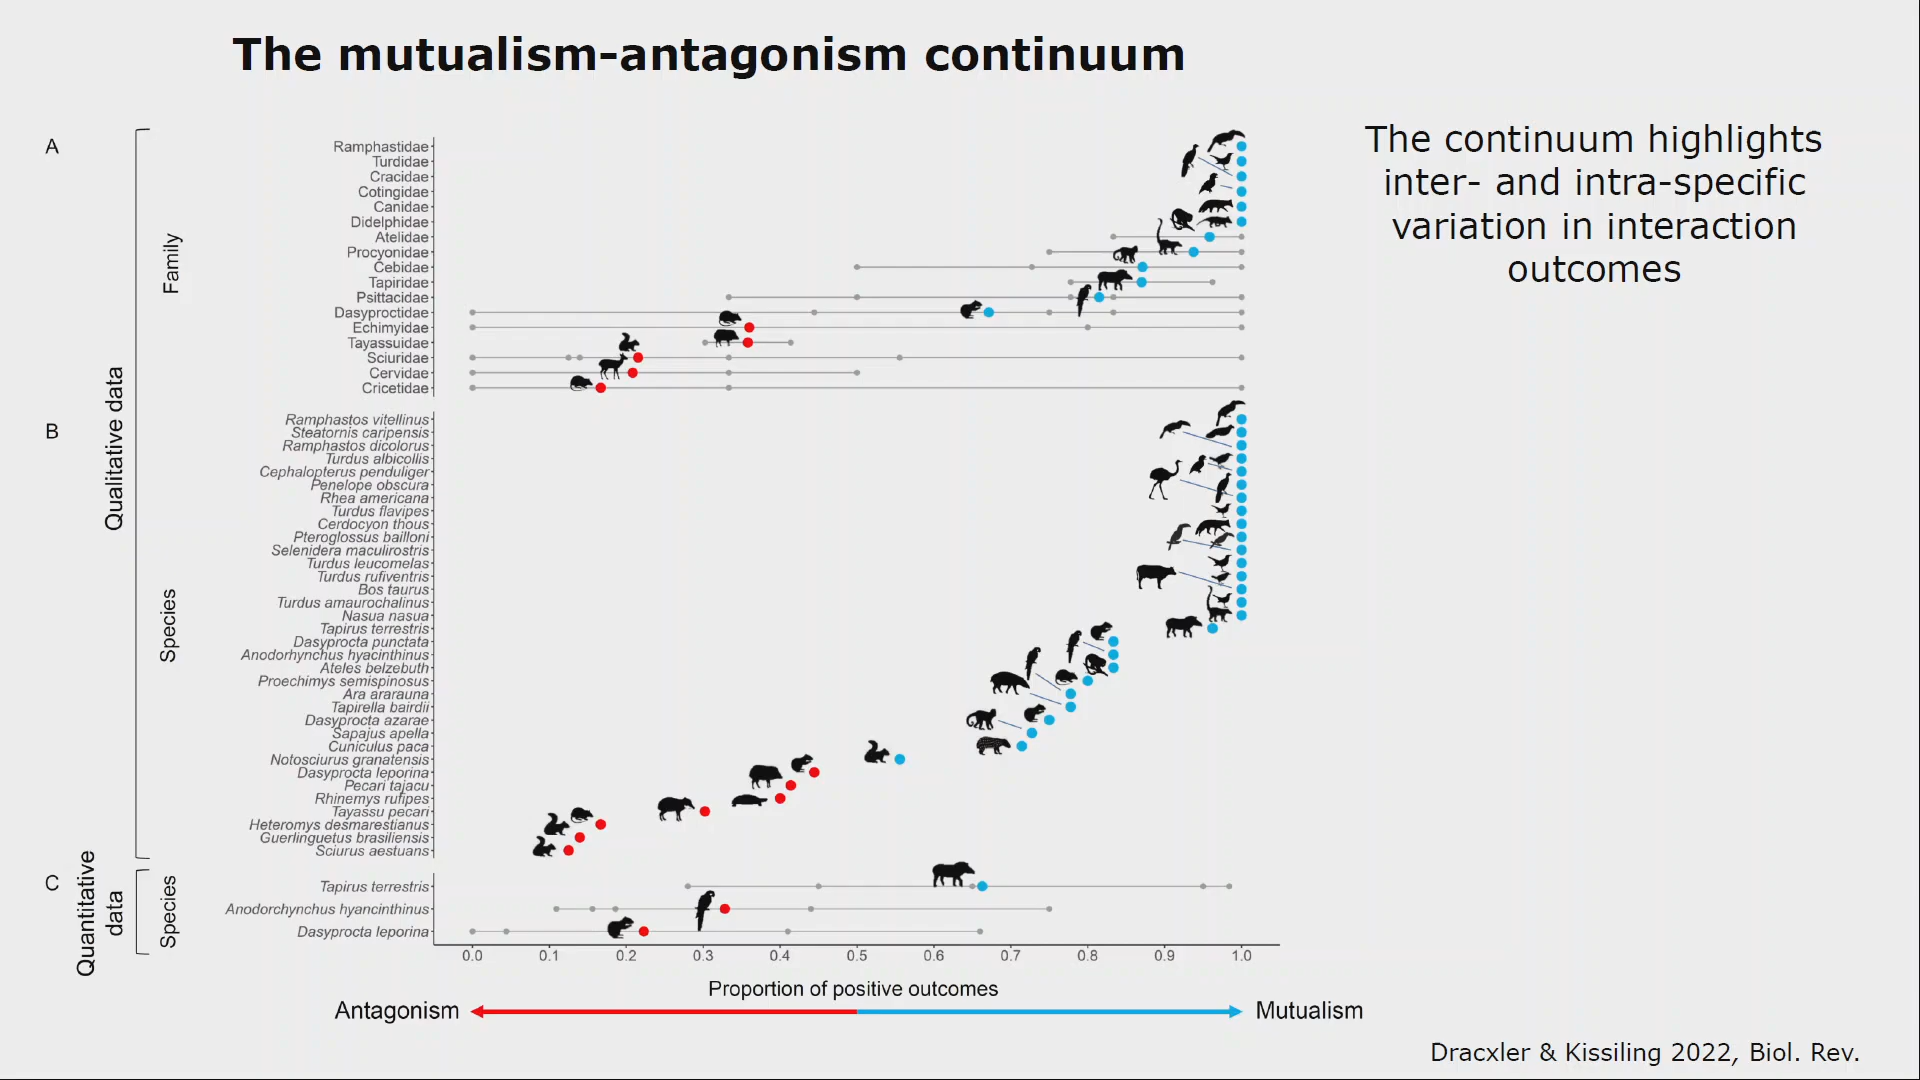 The mutualism-antagonism continuum
The continuum highlights
inter- and intra-specific
variation in interaction
outcomes
A
Qualitative data
Family
Ramphastidae
Turdidae
Cracidae
Cotingidae
Canidae
Didelphidae
Atelidae
Procyonidae
Cebidae
Tapiridae
Psittacidae
Dasyproctidae
Echimyidae
Tayassuidae
Sciuridae
Cervidae
Cricetidae
B
Species
Ramphastos vitellinus
Steatornis caripensis
Ramphastos dicolorus
Turdus albicollis
Cephalopterus penduliger
Penelope obscura
Rhea americana
Turdus flavipes
Cerdocyon thous
Pteroglossus bailloni
Selenidera maculirostris
Turdus leucomelas
Turdus rufiventris
Bos taurus
Turdus amaurochalinus
Nasua nasua
Tapirus terrestris
Dasyprocta punctata
Anodorhynchus hyacinthinus
Ateles belzebuth
Proechimys semispinosus
Ara ararauna
Tapirella bairdii
Dasyprocta azarae
Sapajus apella
Cuniculus paca
Notosciurus granatensis
Dasyprocta leporina
Pecari tajacu
Rhinemys rufipes
Tayassu pecari
Heteromys desmarestianus
Guerlinguetus brasiliensis
Sciurus aestuans
C
Quantitative
data
Species
Tapirus terrestris
Anodorchynchus hyancinthinus
Dasyprocta leporina
0.0 0.1 0.2 0.3 0.4 0.5 0.6 0.7 0.8 0.9 1.0
Proportion of positive outcomes
Antagonism Mutualism
Dracxler & Kissiling 2022, Biol. Rev.